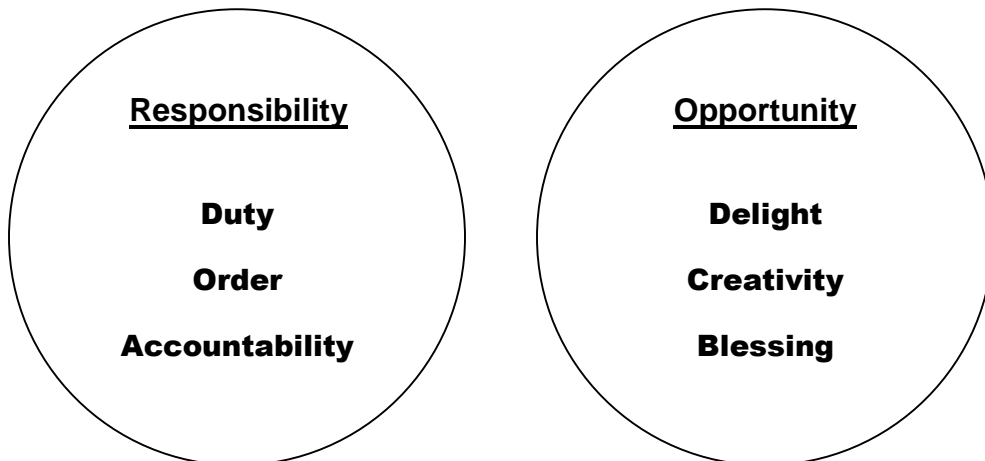 Responsibility
Duty
Order
Accountability
Opportunity
Delight
Creativity
Blessing